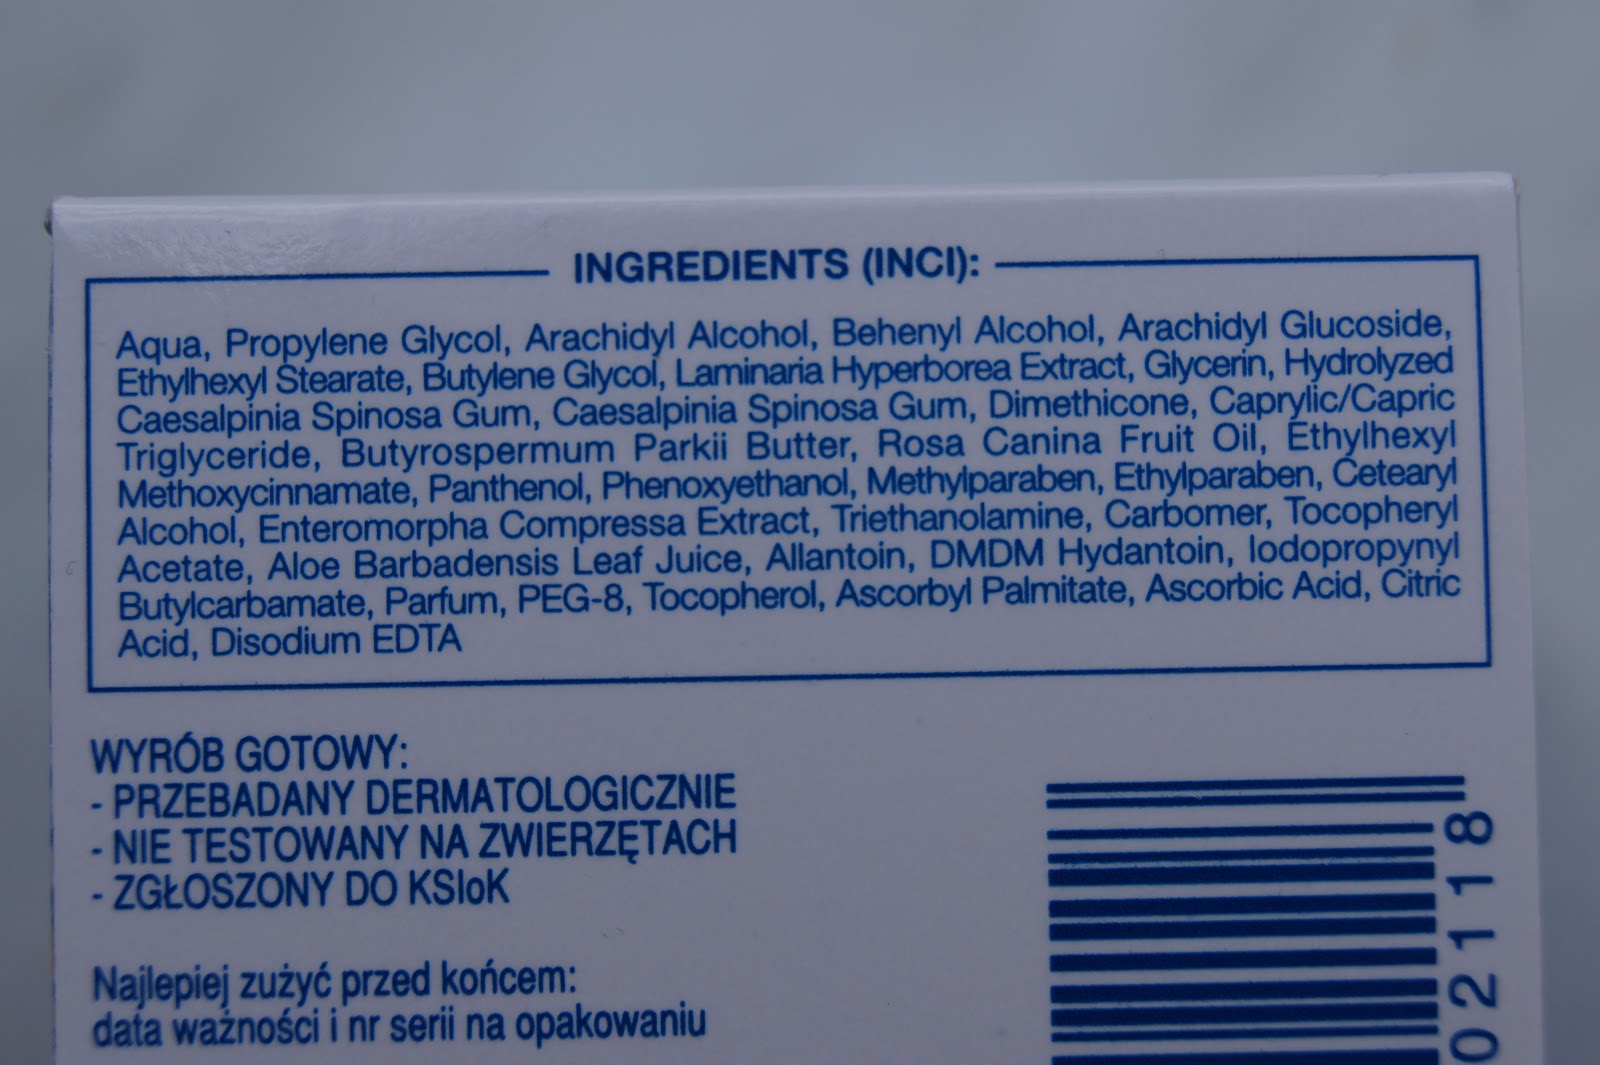 INGREDIENTS (INCI):
Aqua, Propylene Glycol, Arachidyl Alcohol, Behenyl Alcohol, Arachidyl Glucoside,
Ethylhexyl Stearate, Butylene Glycol, Laminaria Hyperborea Extract, Glycerin, Hydrolyzed
Caesalpinia Spinosa Gum, Caesalpinia Spinosa Gum, Dimethicone, Caprylic/Capric
Triglyceride, Butyrospermum Parkii Butter, Rosa Canina Fruit Oil, Ethylhexyl
Methoxycinnamate, Panthenol, Phenoxyethanol, Methylparaben, Ethylparaben, Cetearyl
Alcohol, Enteromorpha Compressa Extract, Triethanolamine, Carbomer, Tocopheryl
Acetate, Aloe Barbadensis Leaf Juice, Allantoin, DMDM Hydantoin, Iodopropynyl
Butylcarbamate, Parfum, PEG-8, Tocopherol, Ascorbyl Palmitate, Ascorbic Acid, Citric
Acid, Disodium EDTA
WYRÓB GOTOWY:
- PRZEBADANY DERMATOLOGICZNIE
- NIE TESTOWANY NA ZWIERZĘTACH
- ZGŁOSZONY DO KSIoK
Najlepiej zużyć przed końcem:
data ważności i nr serii na opakowaniu
02118